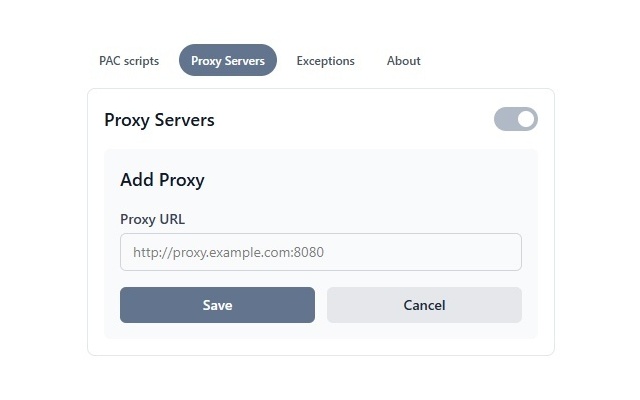 PAC scripts Proxy Servers Exceptions About
Proxy Servers
Add Proxy
Proxy URL
http://proxy.example.com:8080
Save Cancel